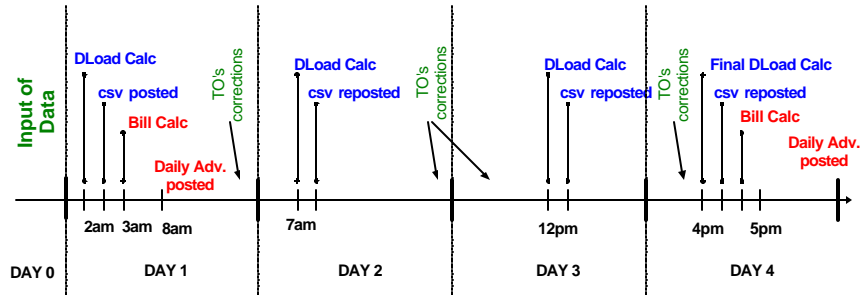 Input of
Data
DLoad Calc
csv posted
Bill Calc
Daily Adv.
posted
TO's
corrections
DLoad Calc
csv reposted
TO's
corrections
DLoad Calc
csv reposted
TO's
corrections
Final DLoad Calc
csv reposted
Bill Calc
Daily Adv.
posted
2am
3am
8am
7am
12pm
4pm
5pm
DAY 0
DAY 1
DAY 2
DAY 3
DAY 4